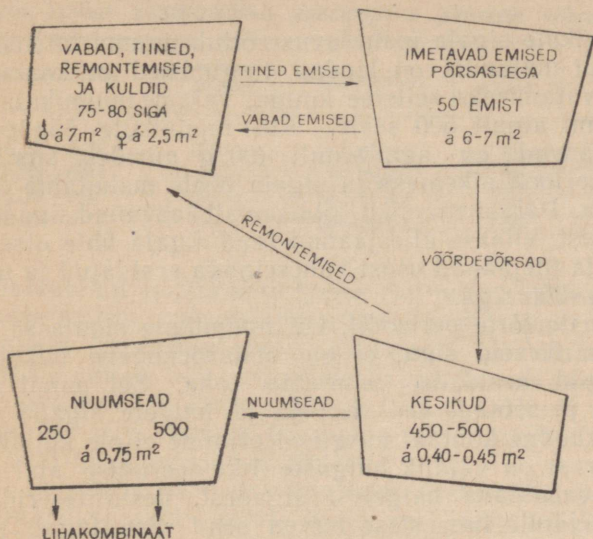 VABAD, TIINED,
REMONTEMISED
JA KULDID
75-80 SIGA
♂ á 7 m² ♀ á 2,5 m²
TIINED EMISED
VABAD EMISED
IMETAVAD EMISED
PÕRSASTEGA
50 EMIST
á 6-7 m²
REMONTEMISED
VÕÕRDEPÕRSAD
NUUMSEAD
250 500
á 0,75 m²
NUUMSEAD
KESIKUD
450-500
á 0,40-0,45 m²
LIHAKOMBINAAT